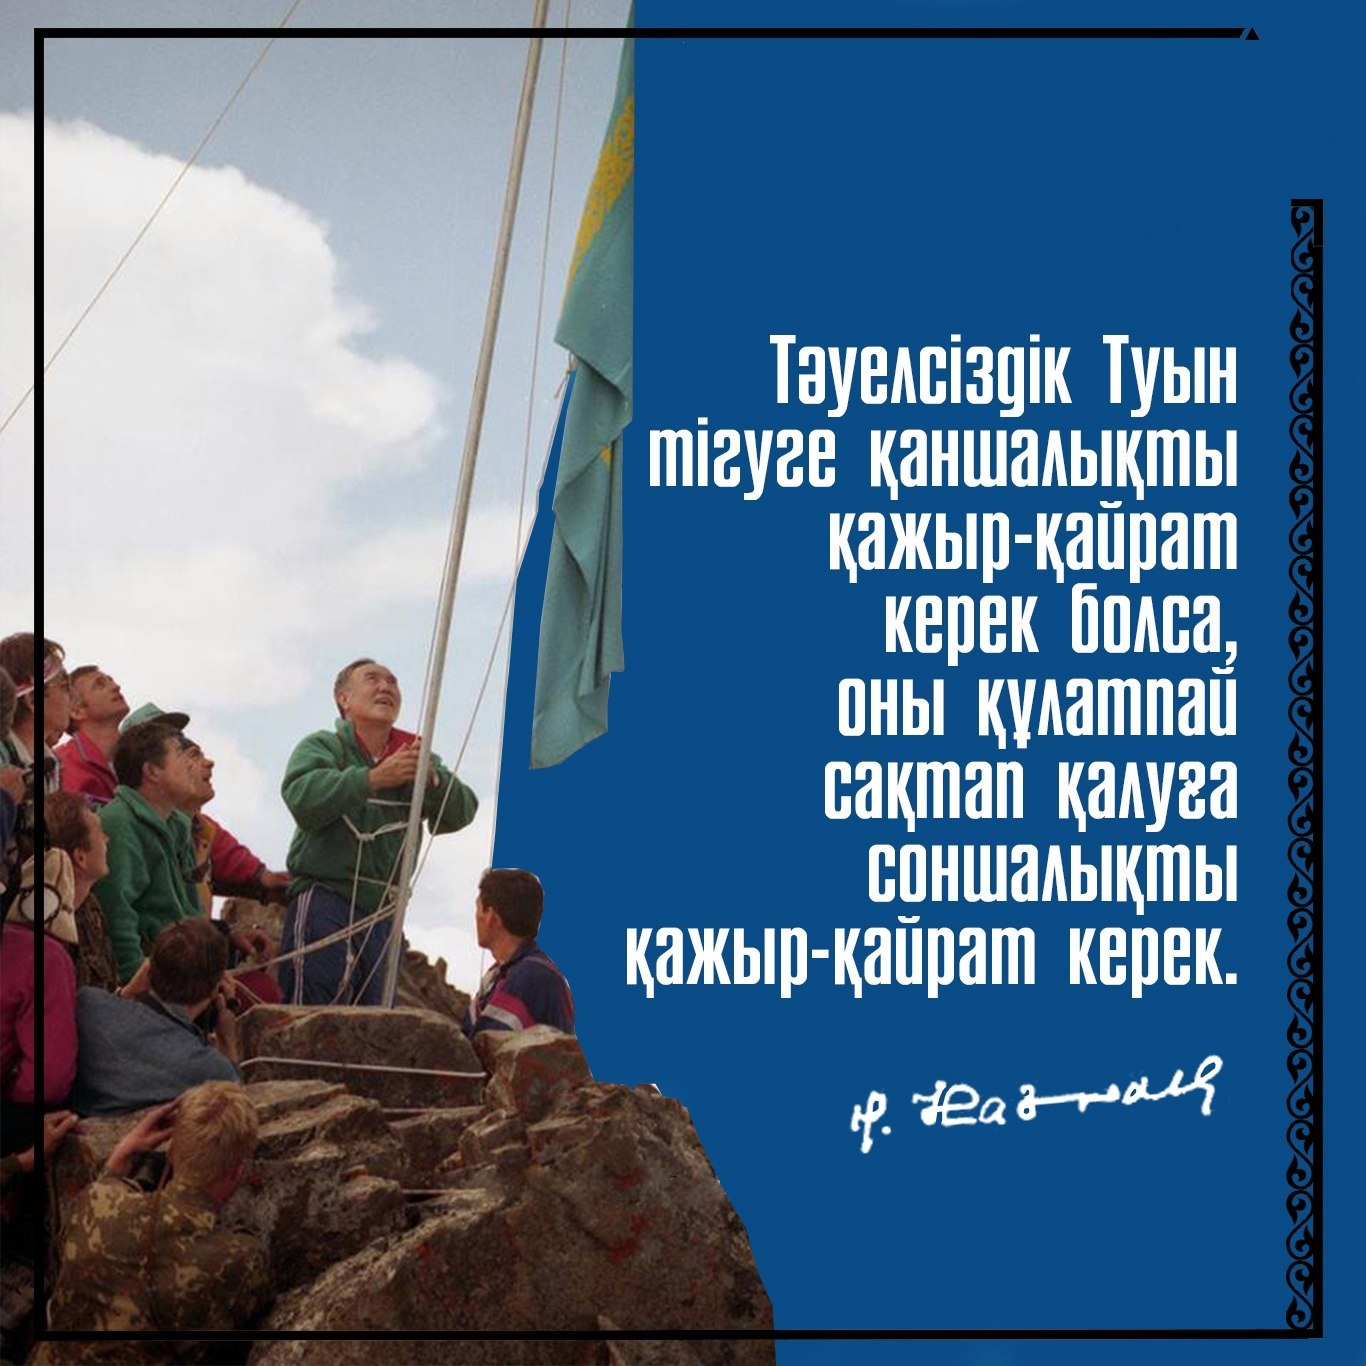 Тәуелсіздік Туын
тігуге қаншалықты
қажыр-қайрат
керек болса,
оны құлатпай
сақтап қалуға
соншалықты
қажыр-қайрат керек.